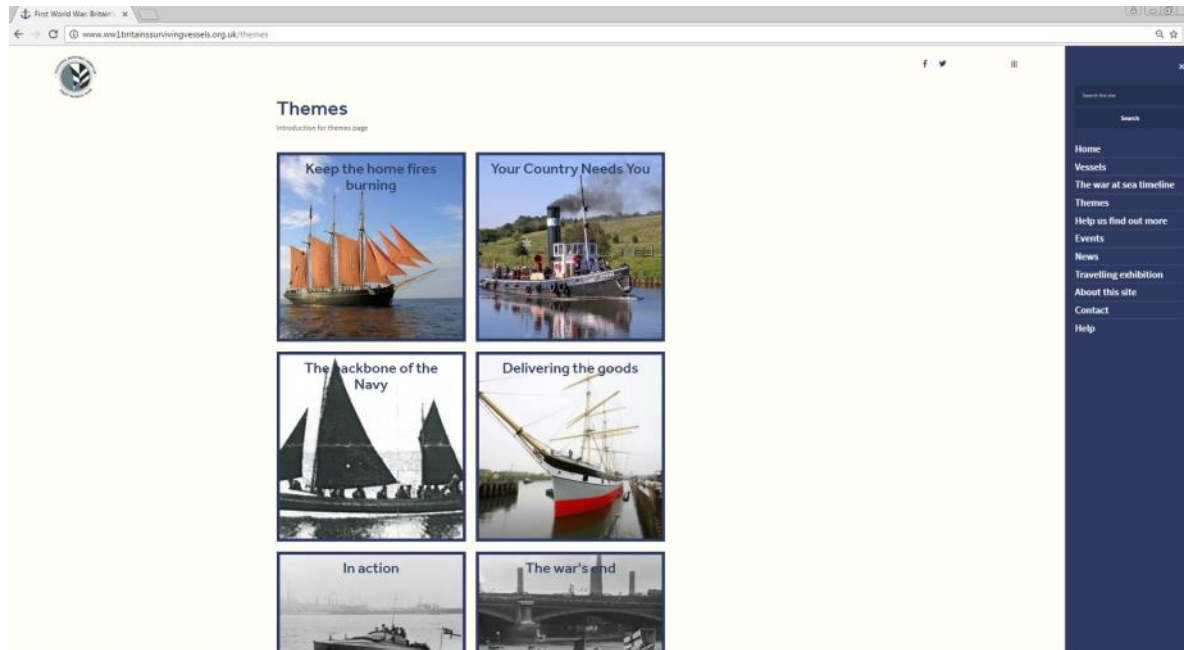 First World War: Britain's
www.ww1britainssurvivingvessels.org.uk/themes
Search the site
Search
Home
Vessels
The war at sea timeline
Themes
Help us find out more
Events
News
Travelling exhibition
About this site
Contact
Help
Themes
Introduction for themes page
Keep the home fires
burning
Your Country Needs You
The backbone of the
Navy
Delivering the goods
In action
The war's end